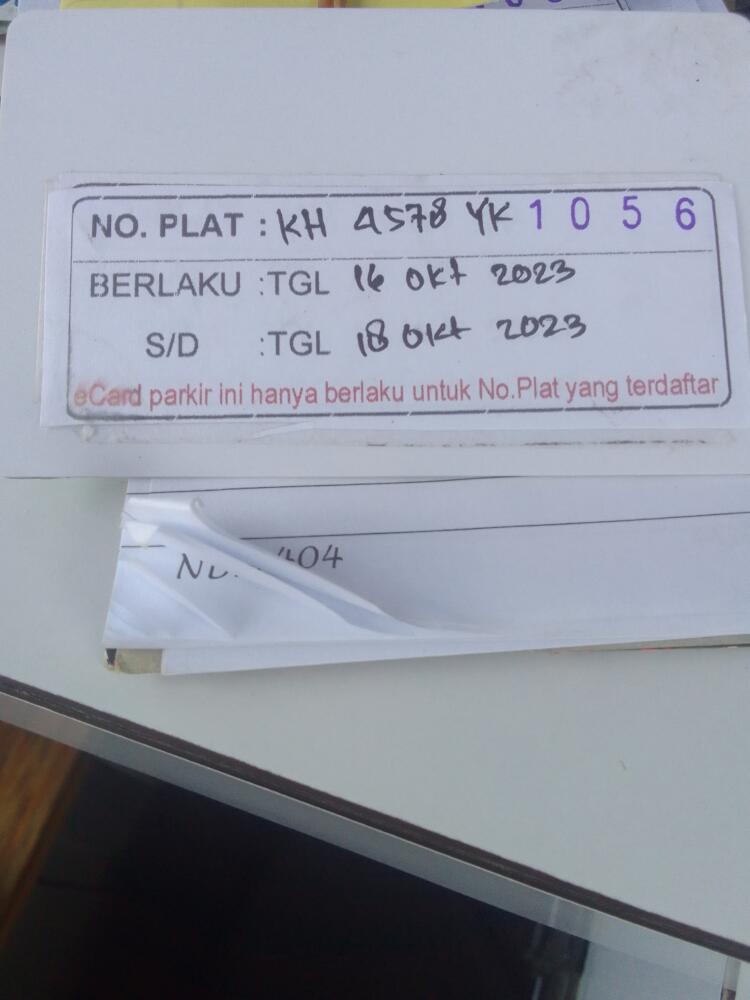 NO. PLAT : KH 4578 YK 1 0 5 6
BERLAKU :TGL 16 OKt 2023
S/D :TGL 18 OKt 2023
eCard parkir ini hanya berlaku untuk No.Plat yang terdaftar
404